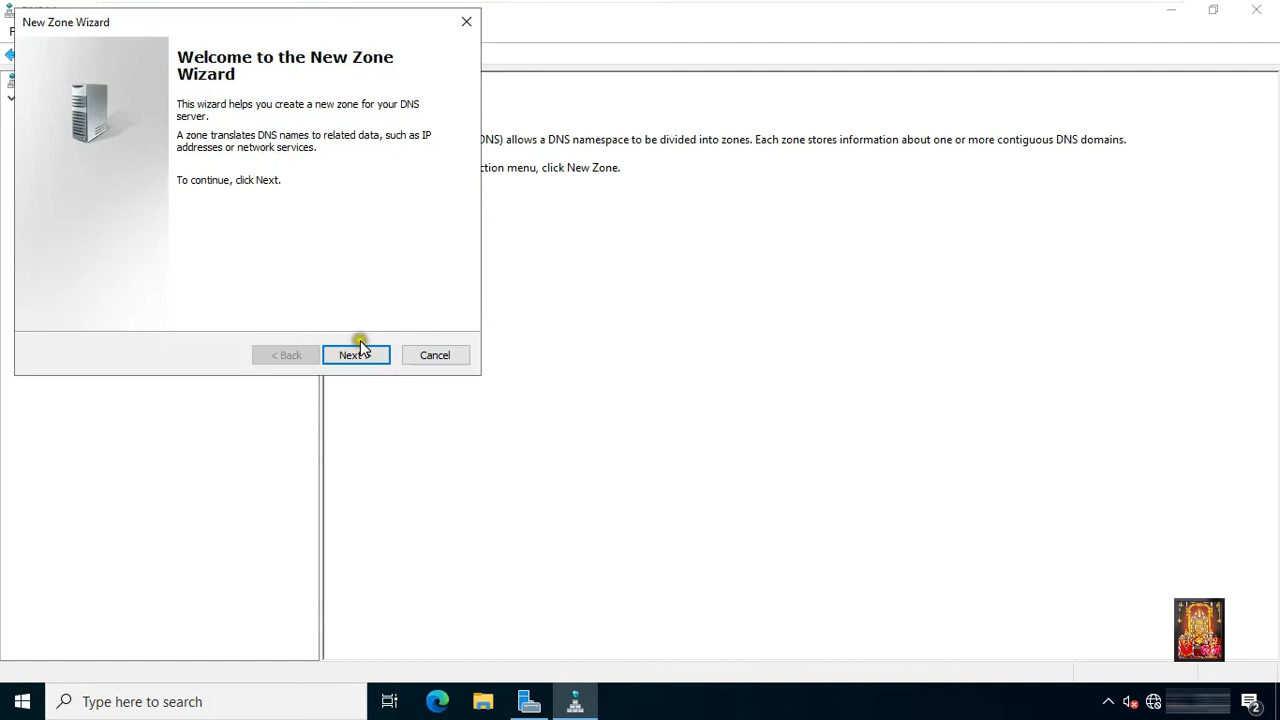 New Zone Wizard
Welcome to the New Zone
Wizard
This wizard helps you create a new zone for your DNS
server.
A zone translates DNS names to related data, such as IP
addresses or network services.
To continue, click Next.
< Back
Next
Cancel
(DNS) allows a DNS namespace to be divided into zones. Each zone stores information about one or more contiguous DNS domains.
ction menu, click New Zone.
Type here to search
2